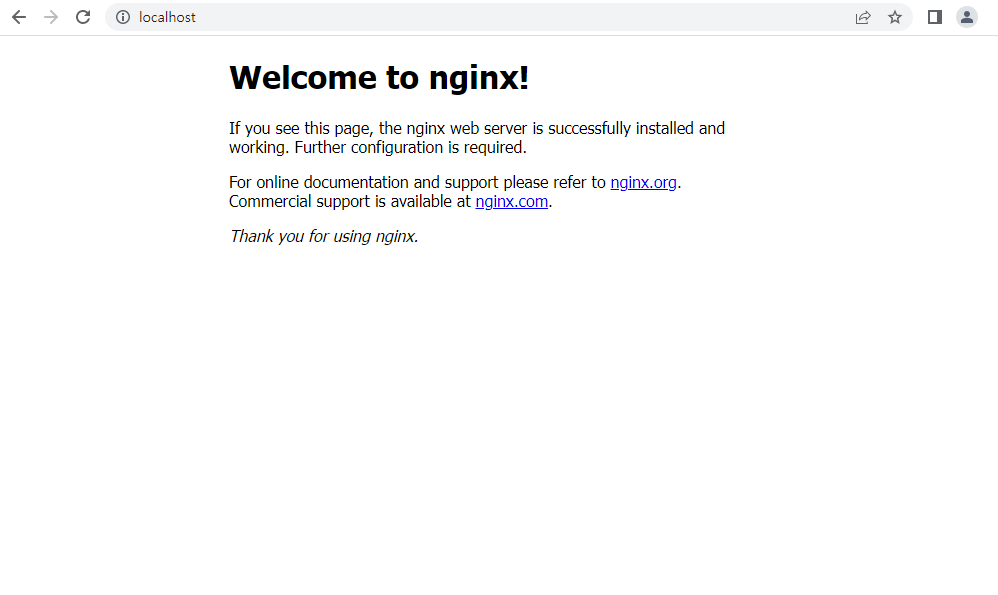 localhost
Welcome to nginx!
If you see this page, the nginx web server is successfully installed and
working. Further configuration is required.
For online documentation and support please refer to nginx.org.
Commercial support is available at nginx.com.
Thank you for using nginx.